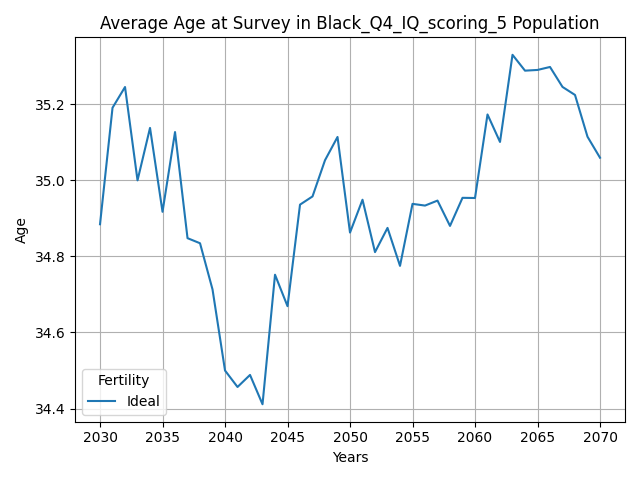 Average Age at Survey in Black_Q4_IQ_scoring_5 Population
Age
35.2
35.0
34.8
34.6
34.4
Fertility
Ideal
2030 2035 2040 2045 2050 2055 2060 2065 2070
Years